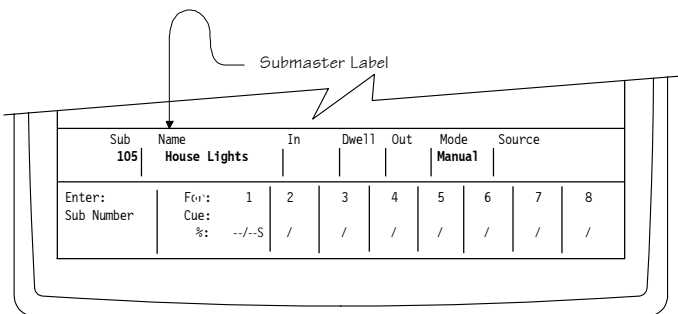 Submaster Label
Sub Name In Dwell Out Mode Source
105 House Lights Manual
Enter: 1 2 3 4 5 6 7 8
Sub Number Cue:
%: --/--S / / / / / / /